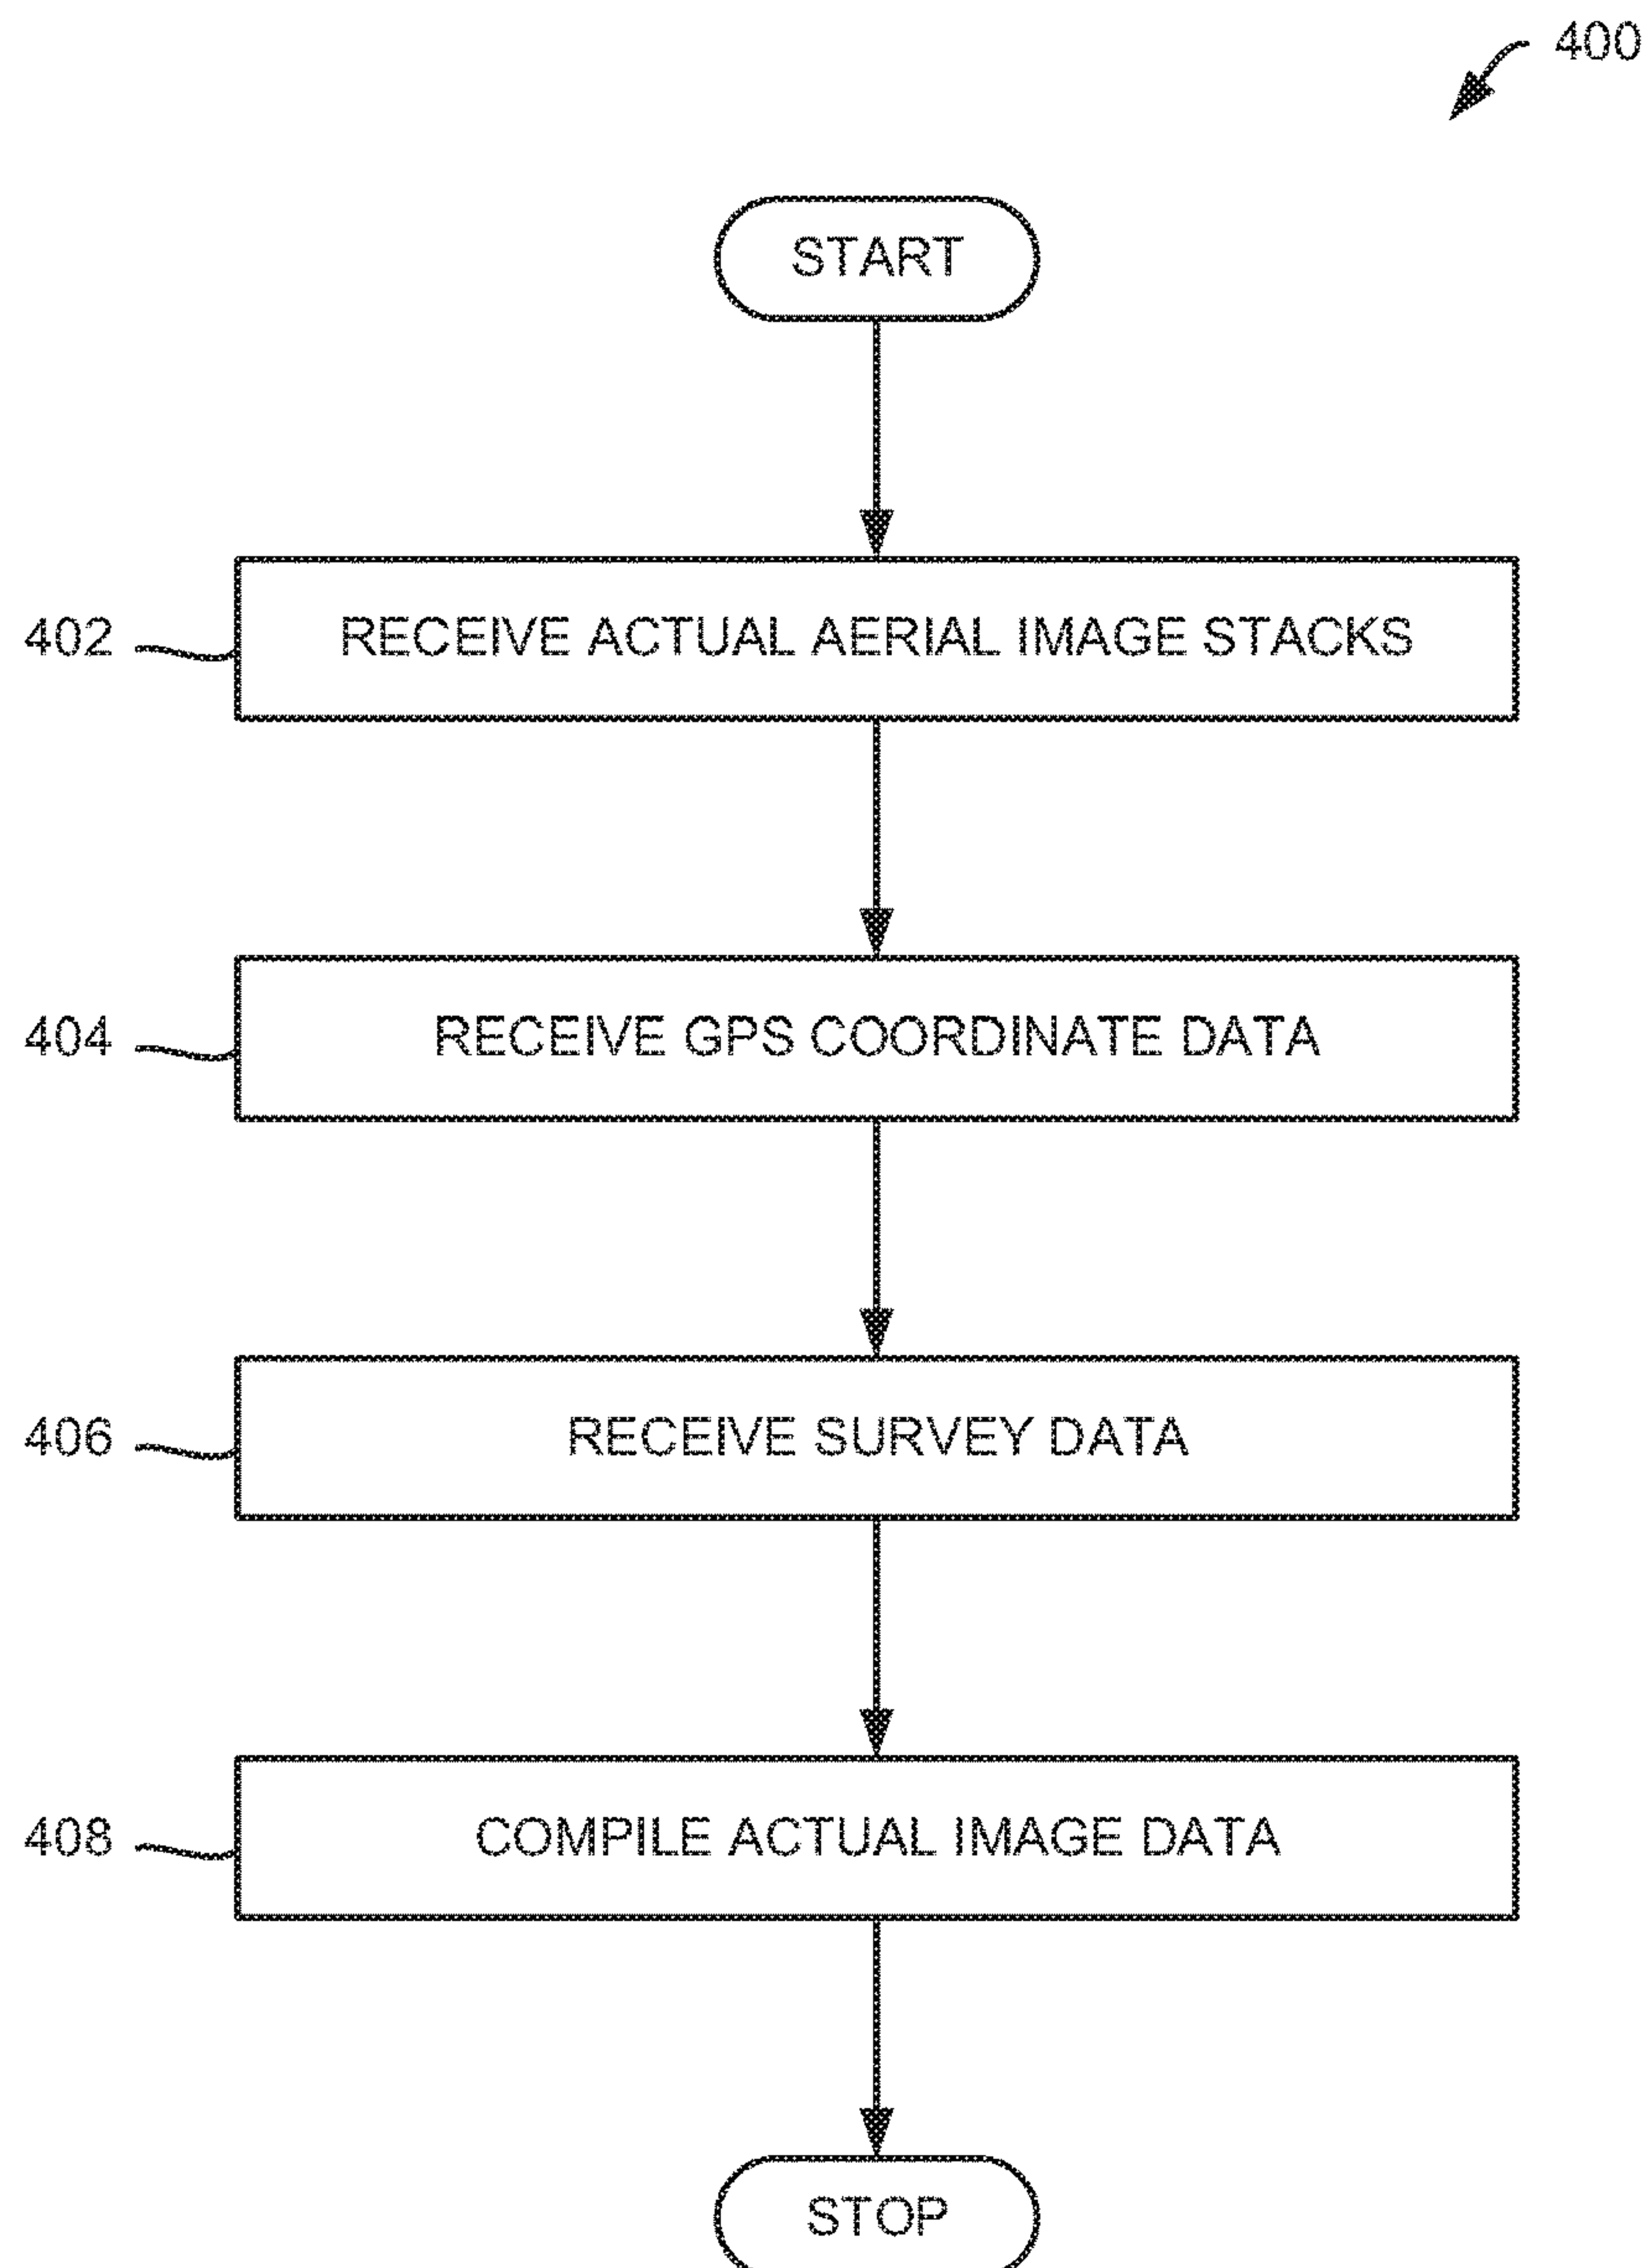 400
START
402
RECEIVE ACTUAL AERIAL IMAGE STACKS
404
RECEIVE GPS COORDINATE DATA
406
RECEIVE SURVEY DATA
408
COMPILE ACTUAL IMAGE DATA
STOP